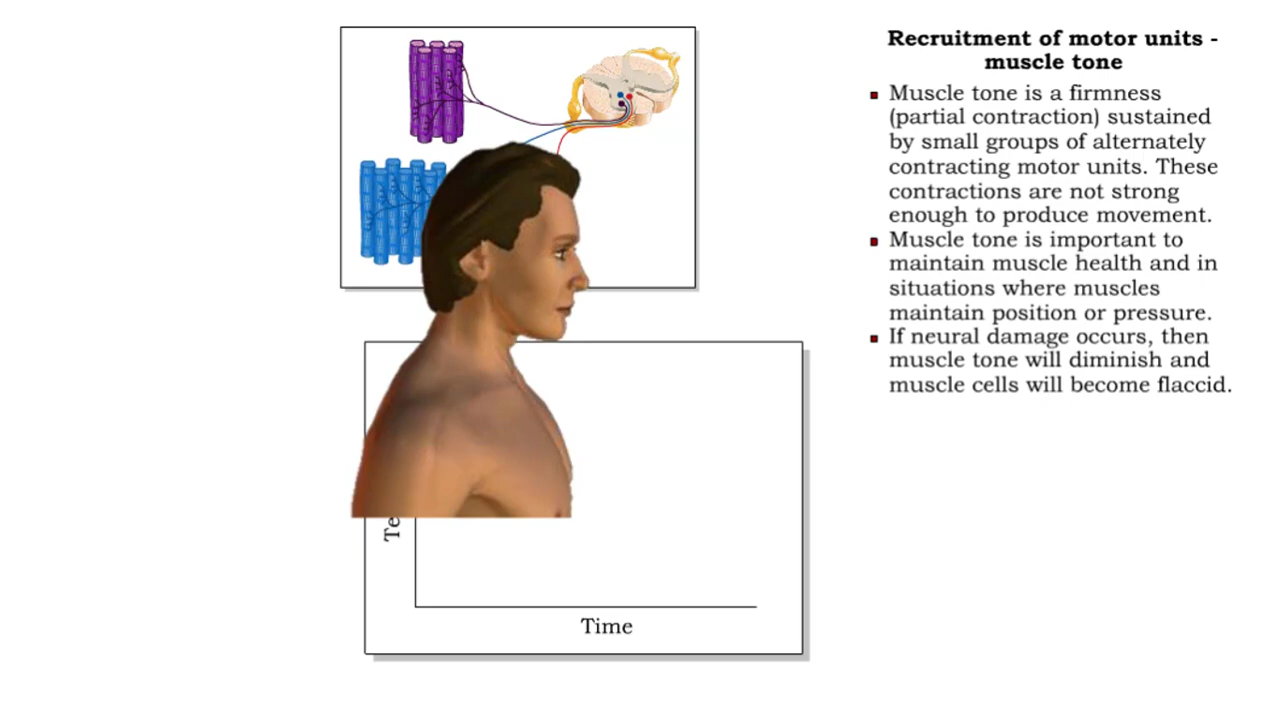 Recruitment of motor units -
muscle tone
Muscle tone is a firmness
(partial contraction) sustained
by small groups of alternately
contracting motor units. These
contractions are not strong
enough to produce movement.
Muscle tone is important to
maintain muscle health and in
situations where muscles
maintain position or pressure.
If neural damage occurs, then
muscle tone will diminish and
muscle cells will become flaccid.
Te
Time